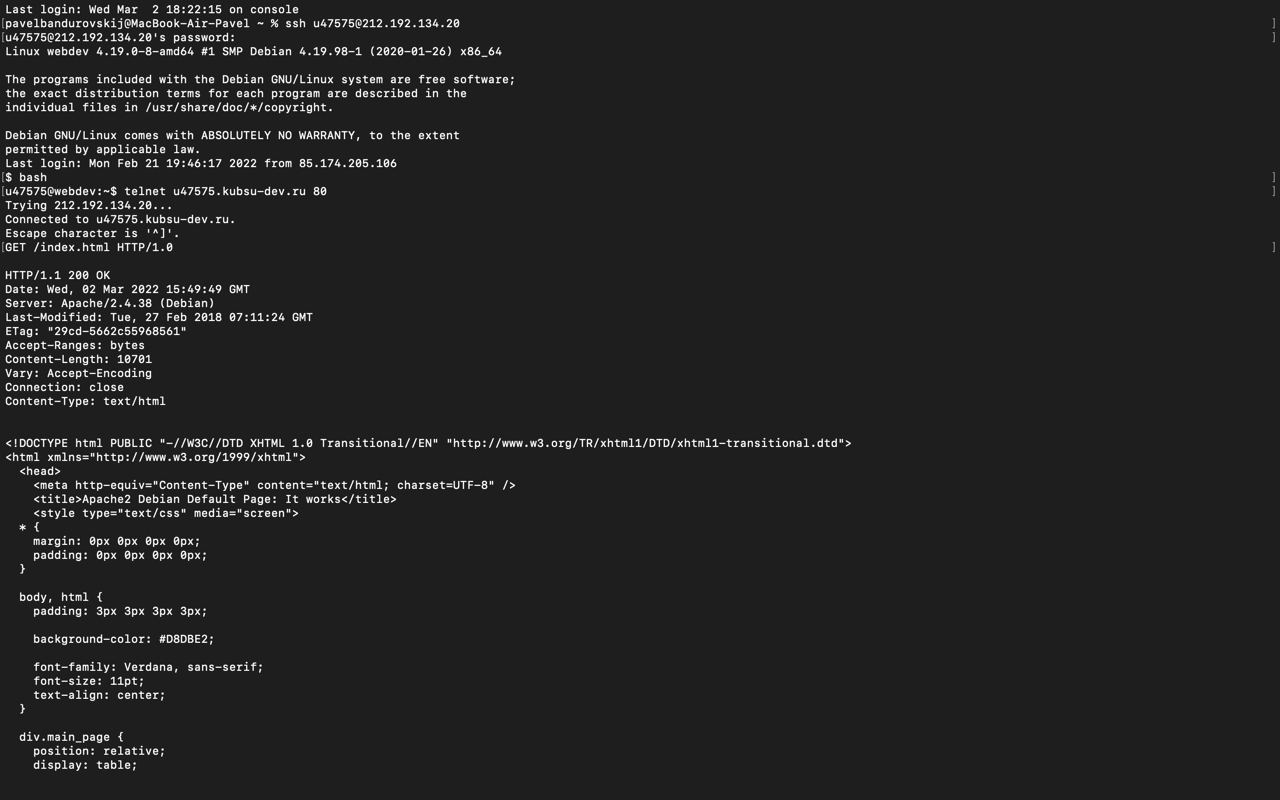 Last login: Wed Mar  2 18:22:15 on console
[pavelbandurovskij@MacBook-Air-Pavel ~ % ssh u47575@212.192.134.20 ]
[u47575@212.192.134.20's password: ]
Linux webdev 4.19.0-8-amd64 #1 SMP Debian 4.19.98-1 (2020-01-26) x86_64

The programs included with the Debian GNU/Linux system are free software;
the exact distribution terms for each program are described in the
individual files in /usr/share/doc/*/copyright.

Debian GNU/Linux comes with ABSOLUTELY NO WARRANTY, to the extent
permitted by applicable law.
Last login: Mon Feb 21 19:46:17 2022 from 85.174.205.106
[$ bash ]
[u47575@webdev:~$ telnet u47575.kubsu-dev.ru 80 ]
Trying 212.192.134.20...
Connected to u47575.kubsu-dev.ru.
Escape character is '^]'.
[GET /index.html HTTP/1.0 ]

HTTP/1.1 200 OK
Date: Wed, 02 Mar 2022 15:49:49 GMT
Server: Apache/2.4.38 (Debian)
Last-Modified: Tue, 27 Feb 2018 07:11:24 GMT
ETag: "29cd-5662c55968561"
Accept-Ranges: bytes
Content-Length: 10701
Vary: Accept-Encoding
Connection: close
Content-Type: text/html

<!DOCTYPE html PUBLIC "-//W3C//DTD XHTML 1.0 Transitional//EN" "http://www.w3.org/TR/xhtml1/DTD/xhtml1-transitional.dtd">
<html xmlns="http://www.w3.org/1999/xhtml">
  <head>
    <meta http-equiv="Content-Type" content="text/html; charset=UTF-8" />
    <title>Apache2 Debian Default Page: It works</title>
    <style type="text/css" media="screen">
  * {
    margin: 0px 0px 0px 0px;
    padding: 0px 0px 0px 0px;
  }

  body, html {
    padding: 3px 3px 3px 3px;

    background-color: #D8DBE2;

    font-family: Verdana, sans-serif;
    font-size: 11pt;
    text-align: center;
  }

  div.main_page {
    position: relative;
    display: table;